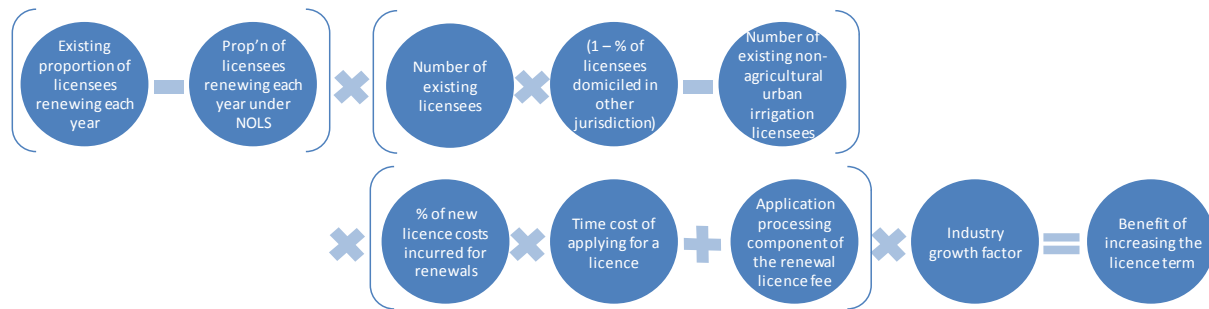 Existing
proportion of
licensees
renewing each
year
Prop’n of
licensees
renewing each
year under
NOLS
Number of
existing
licensees
(1 – % of
licensees
domiciled in
other
jurisdiction)
Number of
existing non-
agricultural
urban
irrigation
licensees
% of new
licence costs
incurred for
renewals
Time cost of
applying for a
licence
Application
processing
component of
the renewal
licence fee
Industry
growth factor
Benefit of
increasing the
licence term